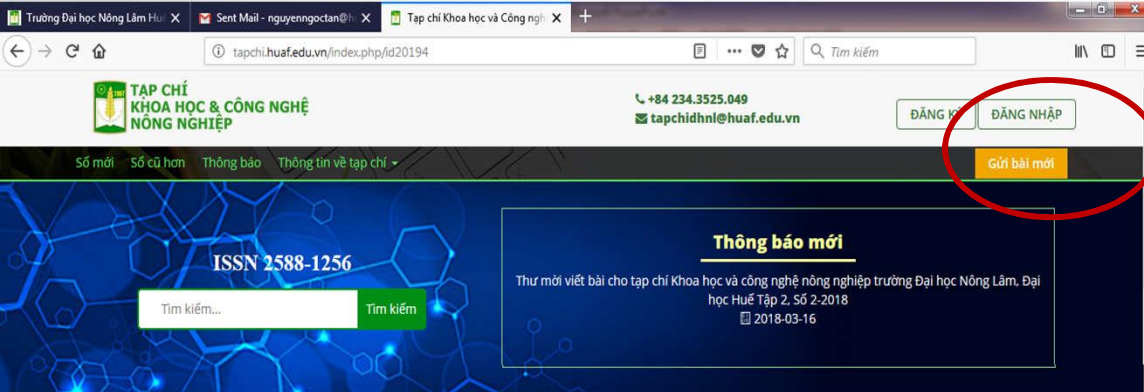 Trường Đại học Nông Lâm Huế
Sent Mail - nguyenngoctan@h
Tạp chí Khoa học và Công ngh
tapchi.huaf.edu.vn/index.php/id20194
Tìm kiếm
TẠP CHÍ
KHOA HỌC & CÔNG NGHỆ
NÔNG NGHIỆP
+84 234.3525.049
tapchidhnl@huaf.edu.vn
ĐĂNG KÝ
ĐĂNG NHẬP
Số mới Số cũ hơn Thông báo Thông tin về tạp chí
Gửi bài mới
ISSN 2588-1256
Tìm kiếm... Tìm kiếm
Thông báo mới
Thư mời viết bài cho tạp chí Khoa học và công nghệ nông nghiệp trường Đại học Nông Lâm, Đại
học Huế Tập 2, Số 2-2018
2018-03-16